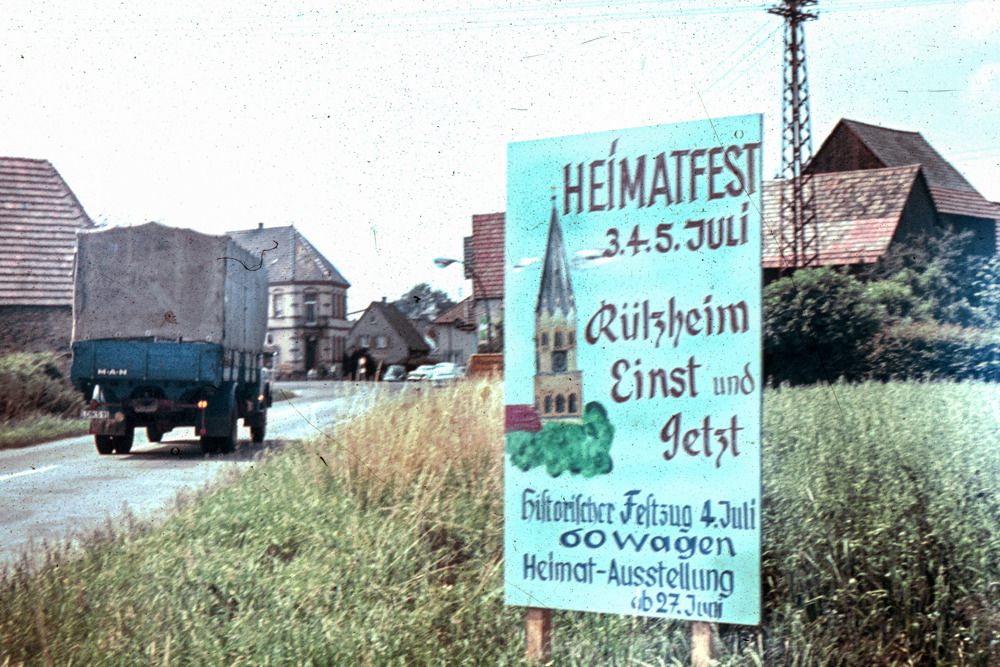 HEIMATFEST
3.4.5. JULI
Rülzheim
Einst und
Jetzt
Historischer Festzug 4. Juli
60 Wagen
Heimat-Ausstellung
ab 27. Juni
M·A·N